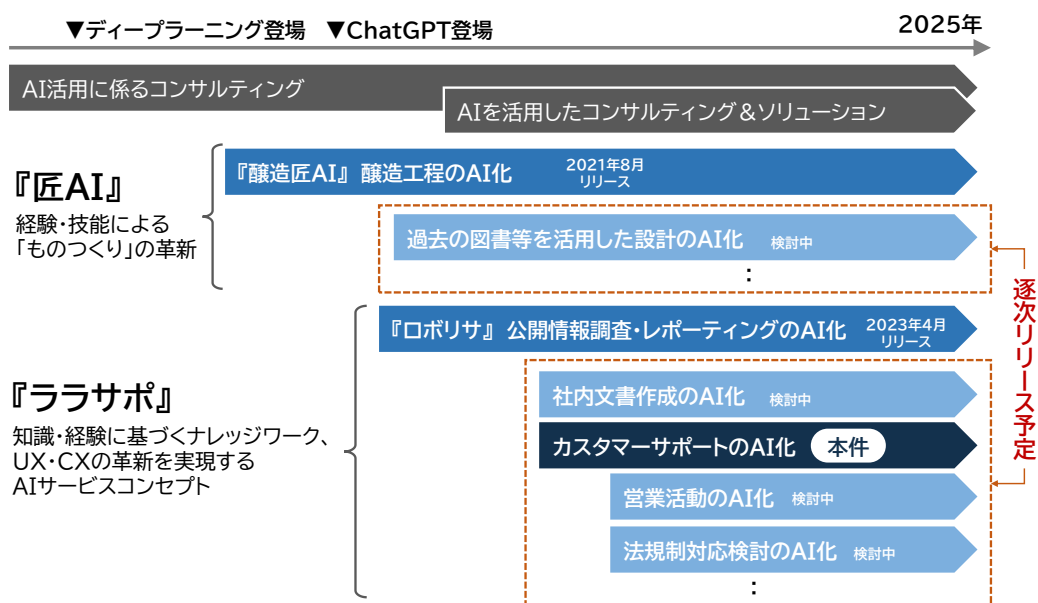 ▼ディープラーニング登場 ▼ChatGPT登場 2025年
AI活用に係るコンサルティング
AIを活用したコンサルティング&ソリューション
『匠AI』
経験・技能による
「ものつくり」の革新
『醸造匠AI』醸造工程のAI化 2021年8月
リリース
過去の図書等を活用した設計のAI化 検討中
:
『ララサポ』
知識・経験に基づくナレッジワーク、
UX・CXの革新を実現する
AIサービスコンセプト
『ロボリサ』公開情報調査・レポーティングのAI化 2023年4月
リリース
社内文書作成のAI化 検討中
カスタマーサポートのAI化 本件
営業活動のAI化 検討中
法規制対応検討のAI化 検討中
:
逐次リリース予定